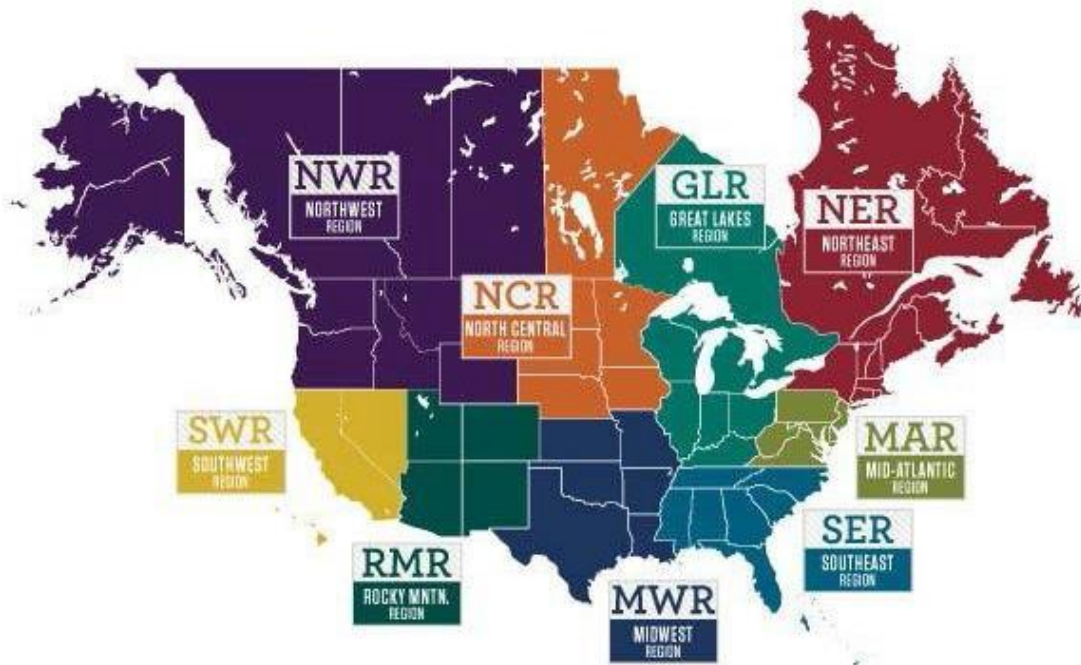 NWR
NORTHWEST
REGION
GLR
GREAT LAKES
REGION
NER
NORTHEAST
REGION
NCR
NORTH CENTRAL
REGION
SWR
SOUTHWEST
REGION
MAR
MID-ATLANTIC
REGION
SER
SOUTHEAST
REGION
RMR
ROCKY MNTN.
REGION
MWR
MIDWEST
REGION